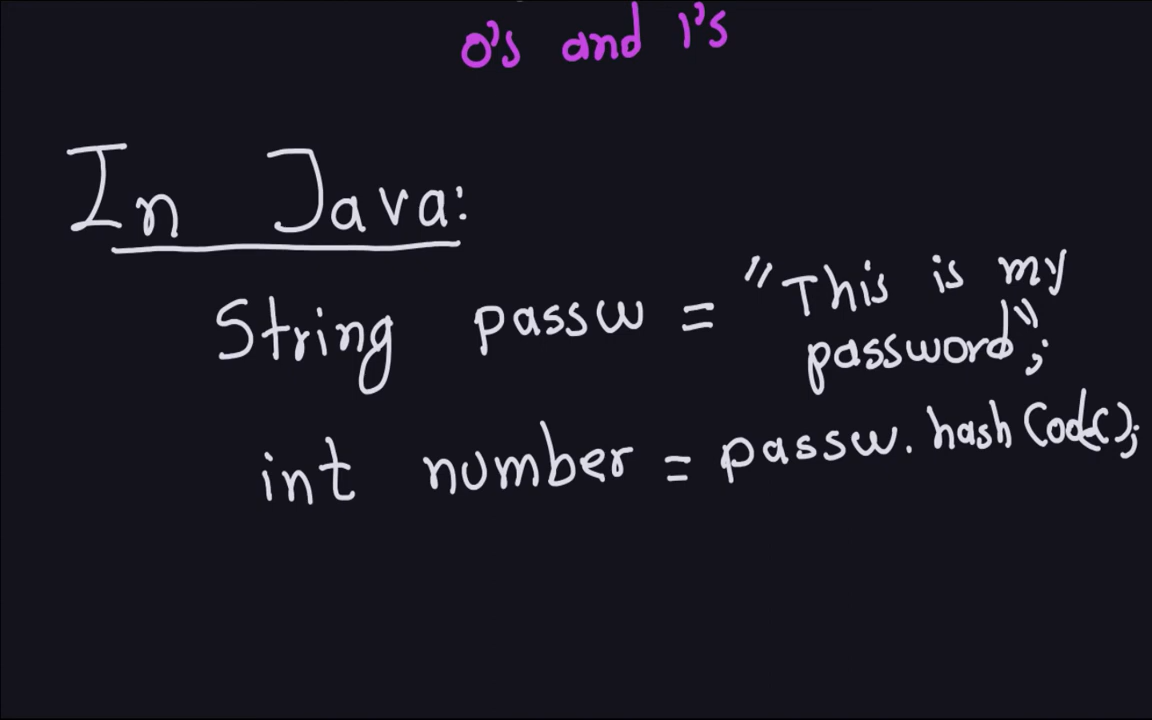 0's and 1's
In Java:
String passw = "This is my
password";
int number = passw.hashCode();